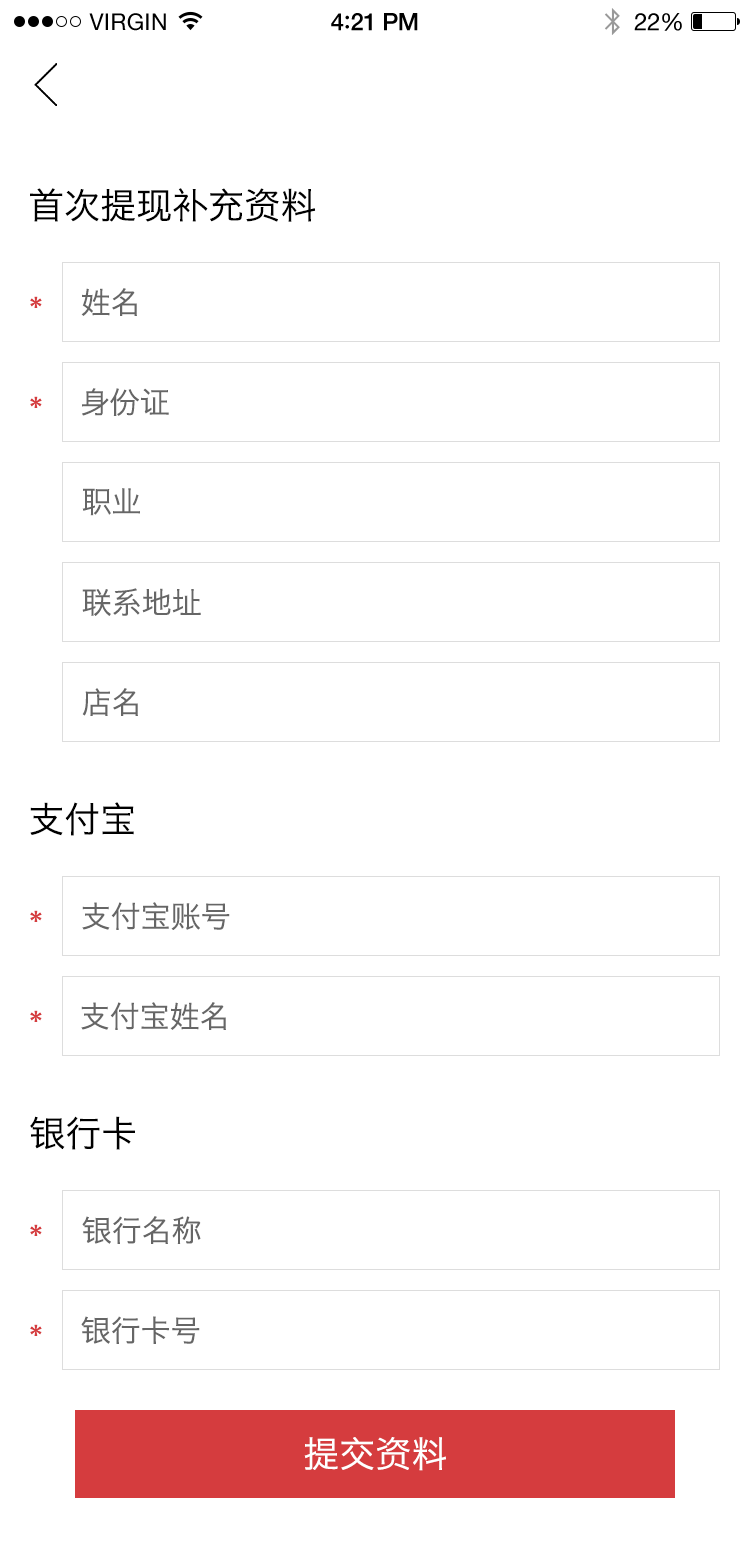 VIRGIN 4:21 PM 22%
首次提现补充资料
* 姓名
* 身份证
职业
联系地址
店名
支付宝
* 支付宝账号
* 支付宝姓名
银行卡
* 银行名称
* 银行卡号
提交资料